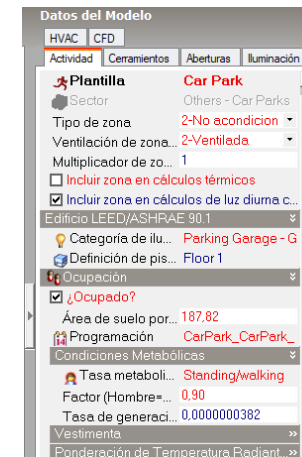 Datos del Modelo
HVAC CFD
Actividad Cerramientos Aberturas Iluminación
Plantilla Car Park
Sector Others - Car Parks
Tipo de zona 2-No acondicion
Ventilación de zona... 2-Ventilada
Multiplicador de zo... 1
Incluir zona en cálculos térmicos
Incluir zona en cálculos de luz diurna c...
Edificio LEED/ASHRAE 90.1
Categoría de ilu... Parking Garage - G
Definición de pis... Floor 1
Ocupación
¿Ocupado?
Área de suelo por... 187,82
Programación CarPark_CarPark_
Condiciones Metabólicas
Tasa metaboli... Standing/walking
Factor (Hombre=... 0,90
Tasa de generaci... 0,0000000382
Vestimenta
Ponderación de Temperatura Radiant...